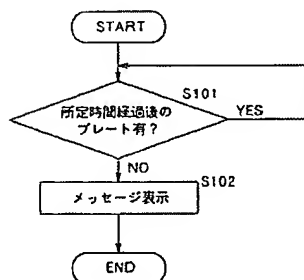 START
S101
所定時間経過後の
プレート有？
YES
NO
S102
メッセージ表示
END